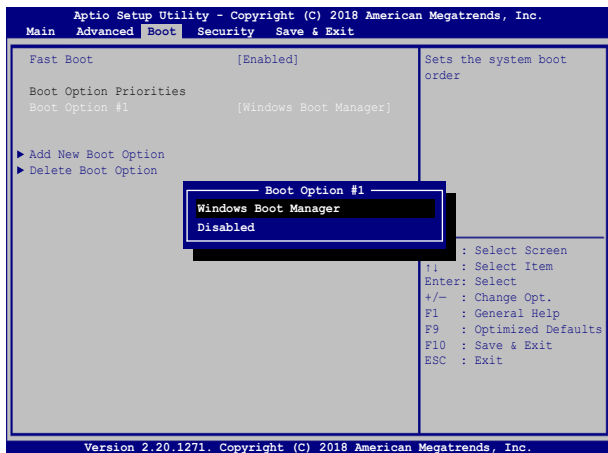 Aptio Setup Utility - Copyright (C) 2018 American Megatrends, Inc.
Main Advanced Boot Security Save & Exit
Fast Boot [Enabled]
Boot Option Priorities
Boot Option #1 [Windows Boot Manager]
Add New Boot Option
Delete Boot Option
Sets the system boot
order
Boot Option #1
Windows Boot Manager
Disabled
: Select Screen
↑↓ : Select Item
Enter: Select
+/— : Change Opt.
F1 : General Help
F9 : Optimized Defaults
F10 : Save & Exit
ESC : Exit
Version 2.20.1271. Copyright (C) 2018 American Megatrends, Inc.